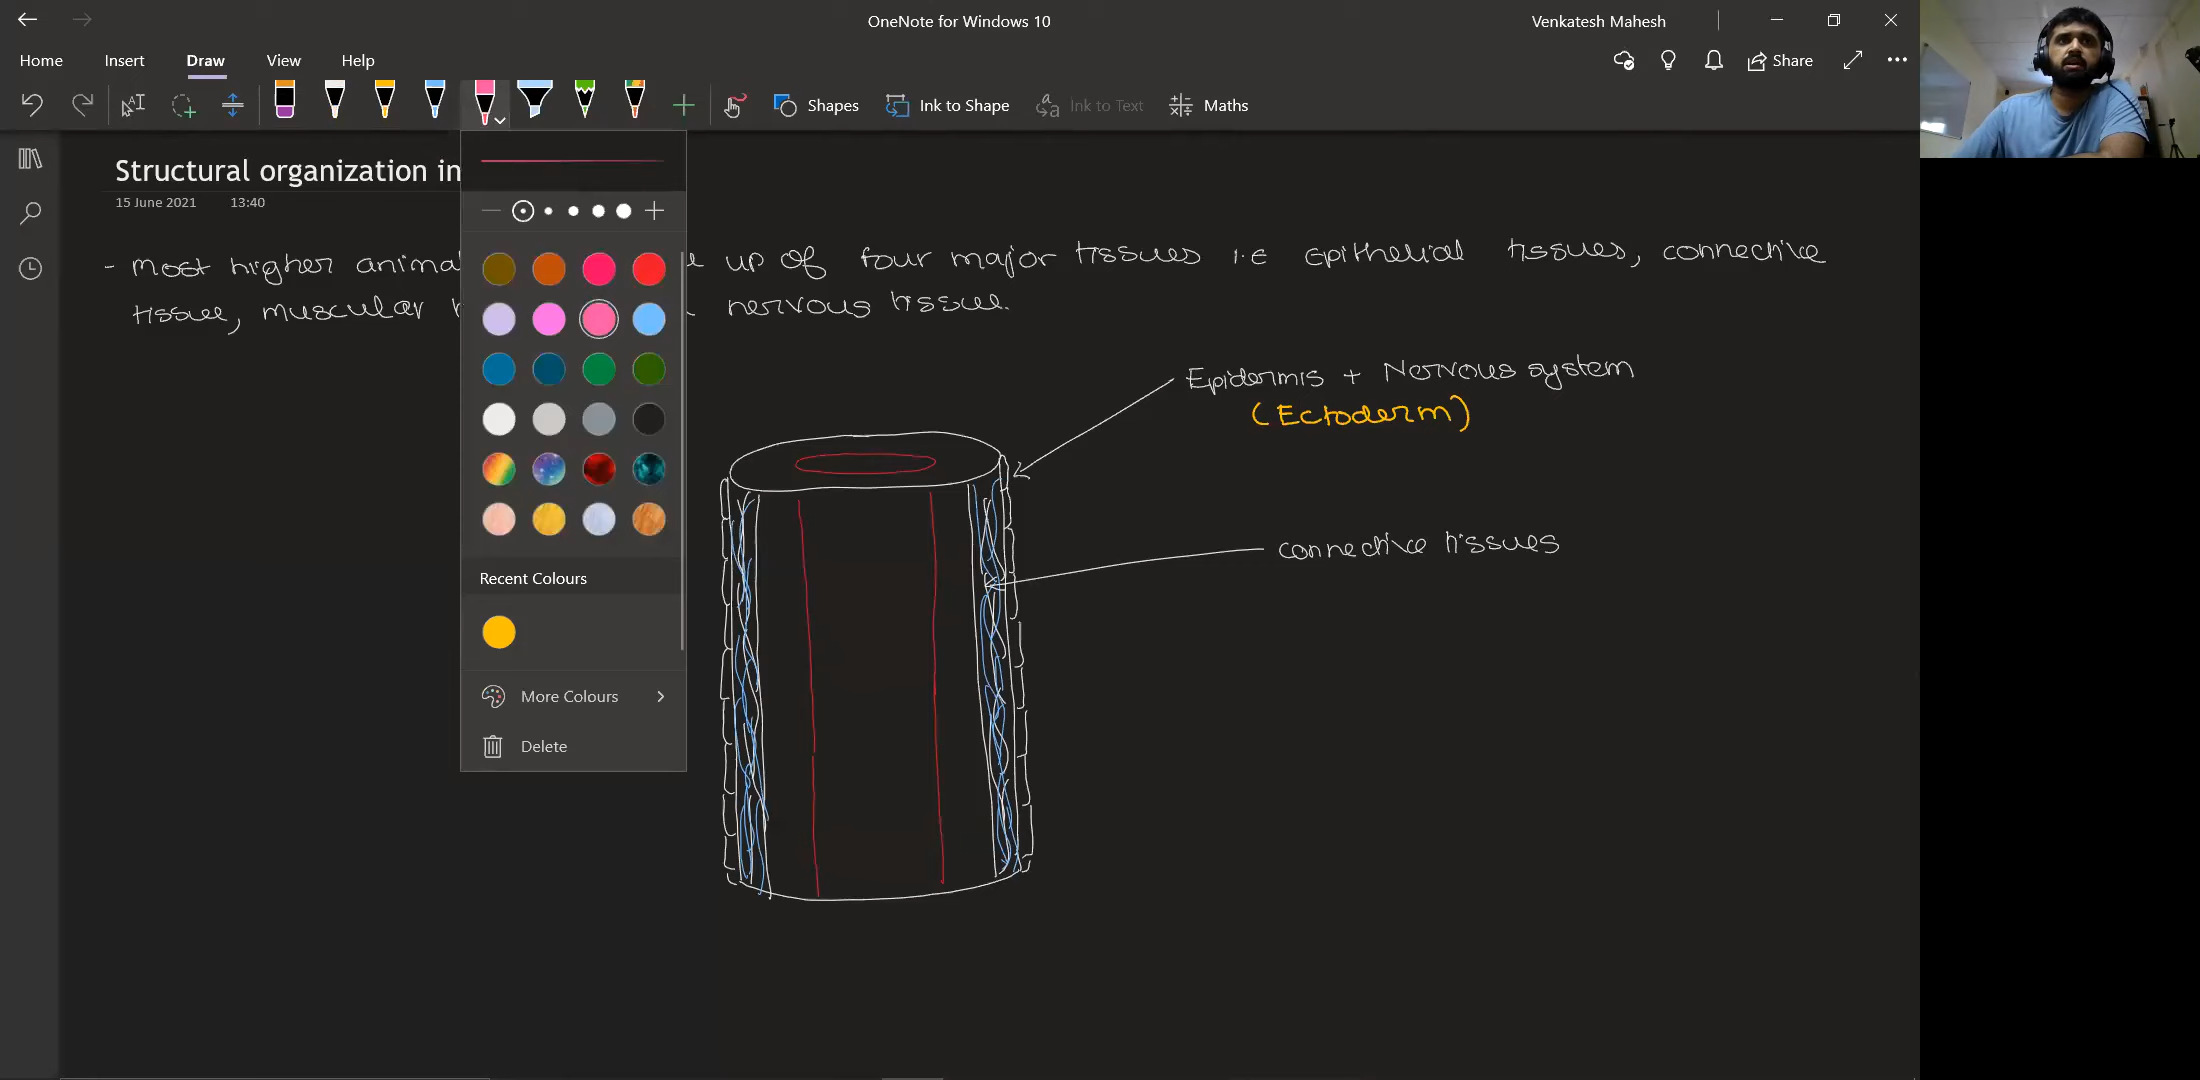 OneNote for Windows 10
Venkatesh Mahesh
Home Insert Draw View Help
Share
Shapes Ink to Shape Ink to Text Maths
Structural organization in
15 June 2021 13:40
- most higher animal up of four major tissues i.e Epithelial tissues, connective
tissue, muscular nervous tissue.
Epidermis + Nervous system
(Ectoderm)
connective tissues
Recent Colours
More Colours
Delete